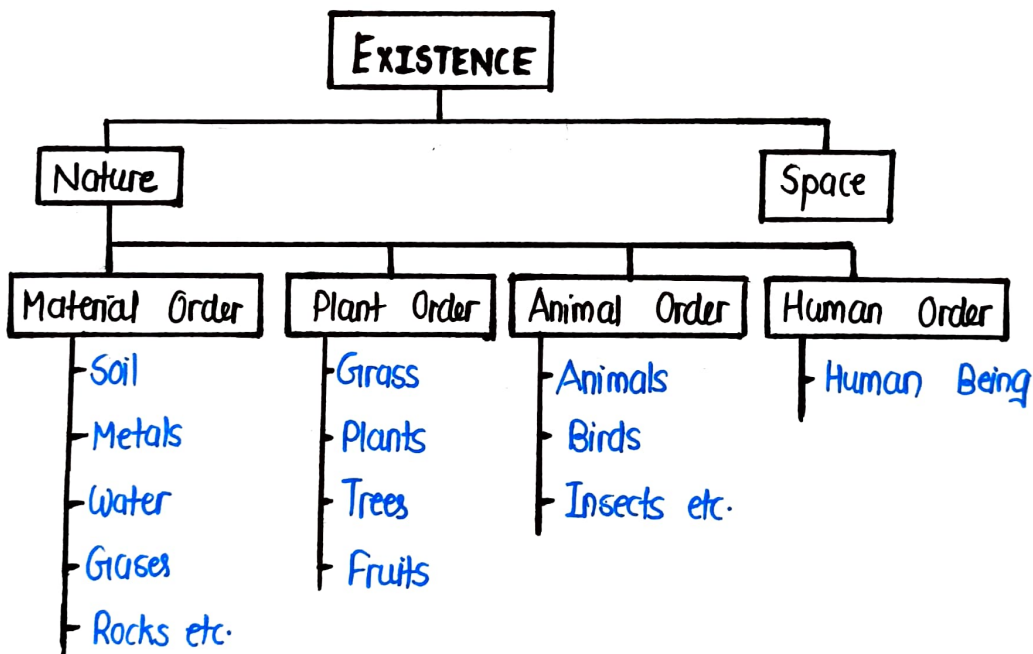 EXISTENCE
Nature
Space
Material Order
Plant Order
Animal Order
Human Order
Soil
Metals
Water
Gases
Rocks etc.
Grass
Plants
Trees
Fruits
Animals
Birds
Insects etc.
Human Being